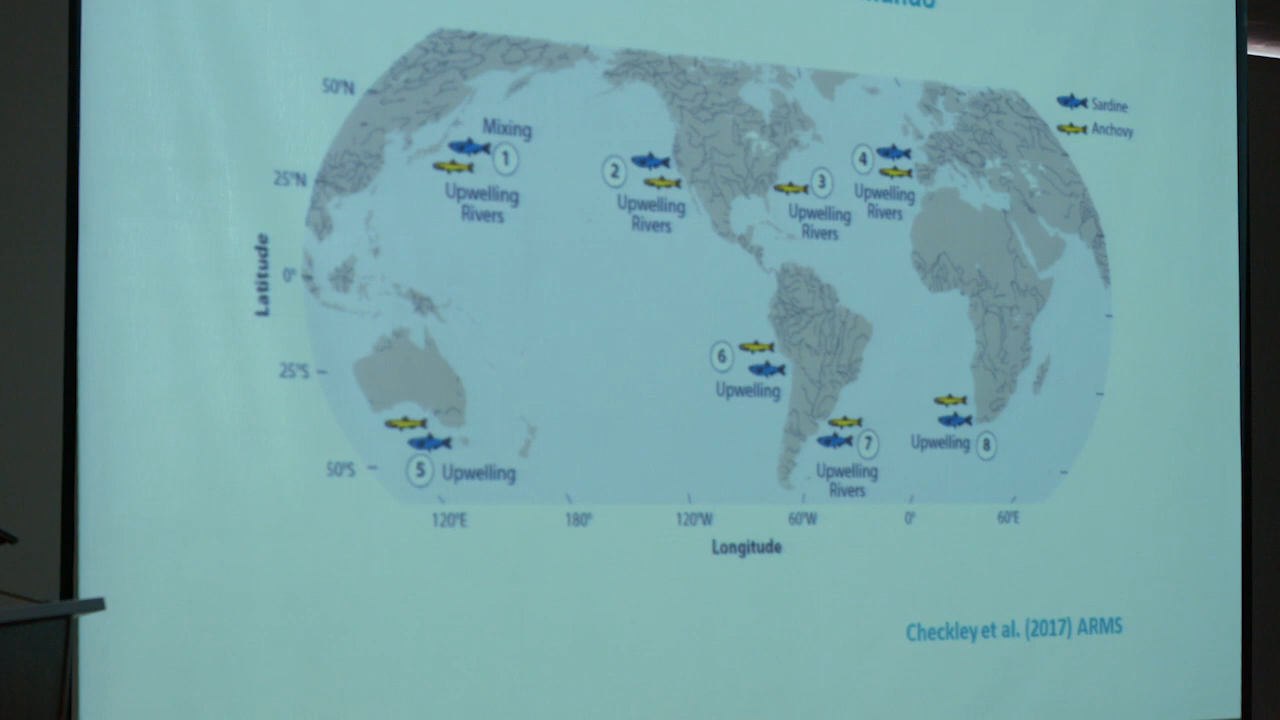 50°N
Sardine
Anchovy
Mixing
1
2
3
4
25°N
Upwelling
Rivers
Upwelling
Rivers
Upwelling
Rivers
Upwelling
Rivers
Latitude
0°
25°S
6
Upwelling
50°S
5
Upwelling
7
Upwelling
Rivers
Upwelling
8
120°E
180°
120°W
60°W
0°
60°E
Longitude
Checkley et al. (2017) ARMS